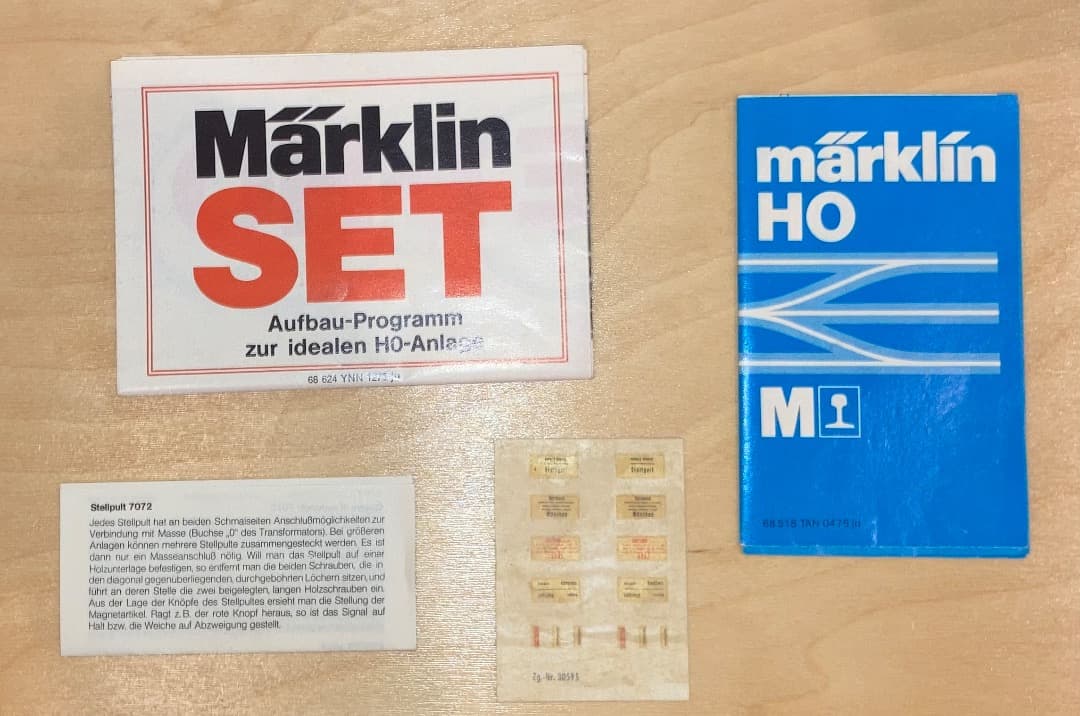 Märklin
SET
Aufbau-Programm
zur idealen H0-Anlage
68 624 YNN 1275 ju
märklin
HO
M
68 518 TAN 0475 ju
Stellpult 7072
Jedes Stellpult hat an beiden Schmalseiten Anschlußmöglichkeiten zur
Verbindung mit Masse (Buchse „0" des Transformators). Bei größeren
Anlagen können mehrere Stellpulte zusammengesteckt werden. Es ist
dann nur ein Masseanschluß nötig. Will man das Stellpult auf einer
Holzunterlage befestigen, so entfernt man die beiden Schrauben, die in
den diagonal gegenüberliegenden, durchgebohrten Löchern sitzen, und
führt an deren Stelle die zwei beigelegten, langen Holzschrauben ein.
Aus der Lage der Knöpfe des Stellpultes ersieht man die Stellung der
Magnetartikel. Ragt z.B. der rote Knopf heraus, so ist das Signal auf
Halt bzw. die Weiche auf Abzweigung gestellt.
Stuttgart
Stuttgart
München
München
Zg.-Nr. 30593